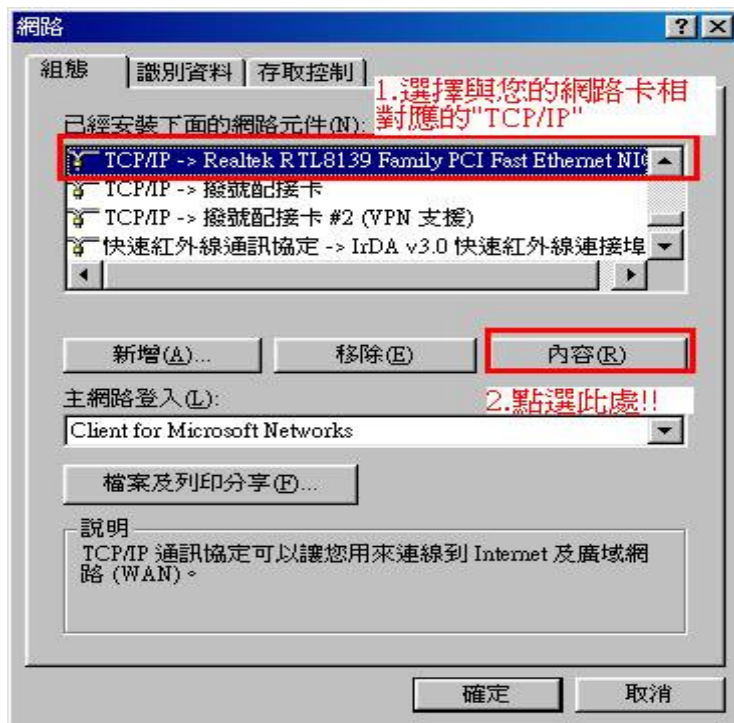 網路
組態
識別資料
存取控制
1.選擇與您的網路卡相
對應的"TCP/IP"
已經安裝下面的網路元件(N):
TCP/IP -> Realtek RTL8139 Family PCI Fast Ethernet NIC
TCP/IP -> 撥號配接卡
TCP/IP -> 撥號配接卡 #2 (VPN 支援)
快速紅外線通訊協定 -> IrDA v3.0 快速紅外線連接埠
新增(A)...
移除(E)
內容(R)
主網路登入(L):
2.點選此處!!
Client for Microsoft Networks
檔案及列印分享(F)...
說明
TCP/IP 通訊協定可以讓您用來連線到 Internet 及廣域網
路 (WAN)。
確定
取消